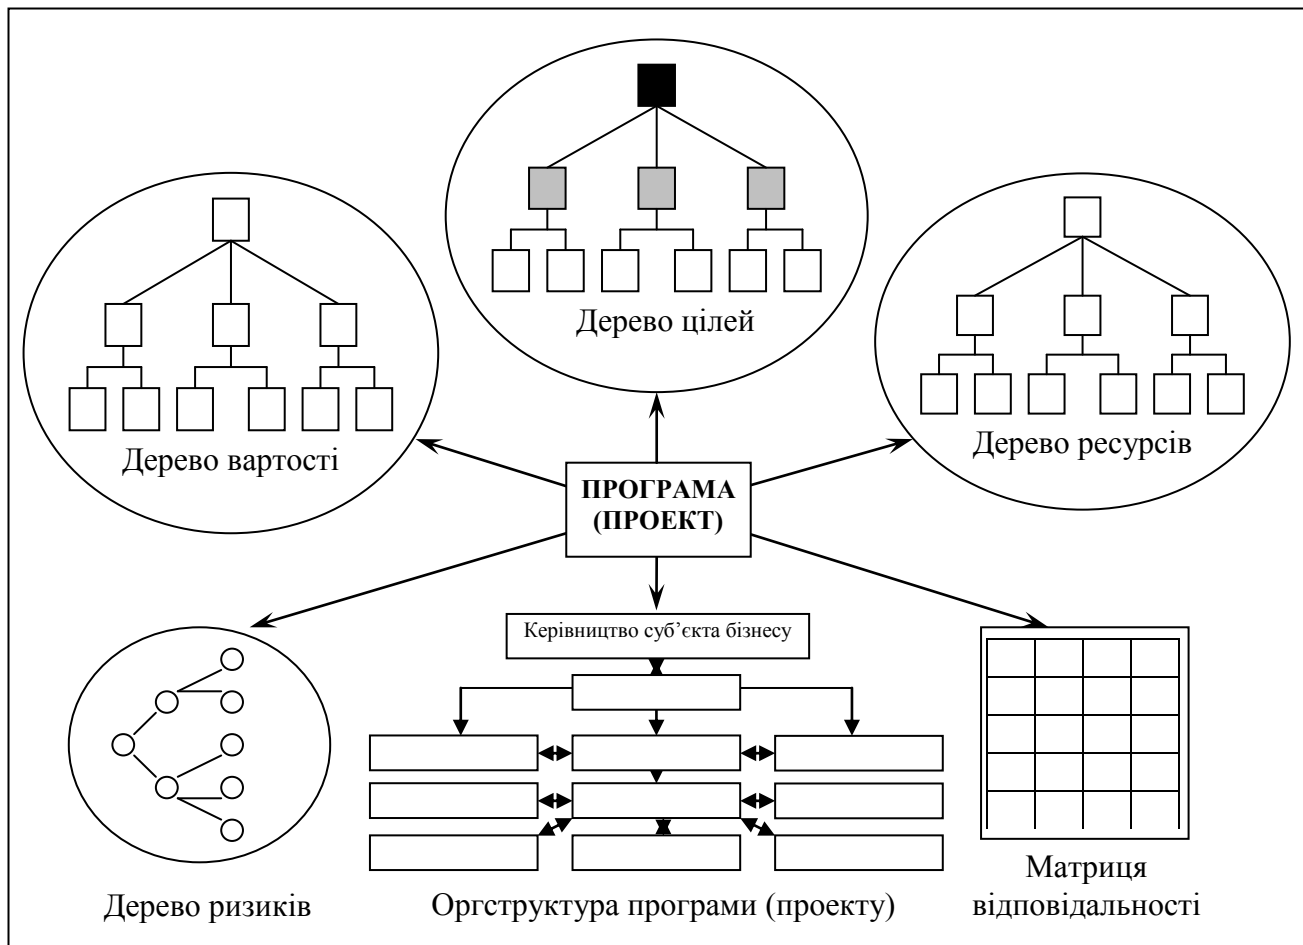 Дерево цілей
Дерево вартості
Дерево ресурсів
ПРОГРАМА
(ПРОЕКТ)
Керівництво суб’єкта бізнесу
Дерево ризиків
Оргструктура програми (проекту)
Матриця
відповідальності